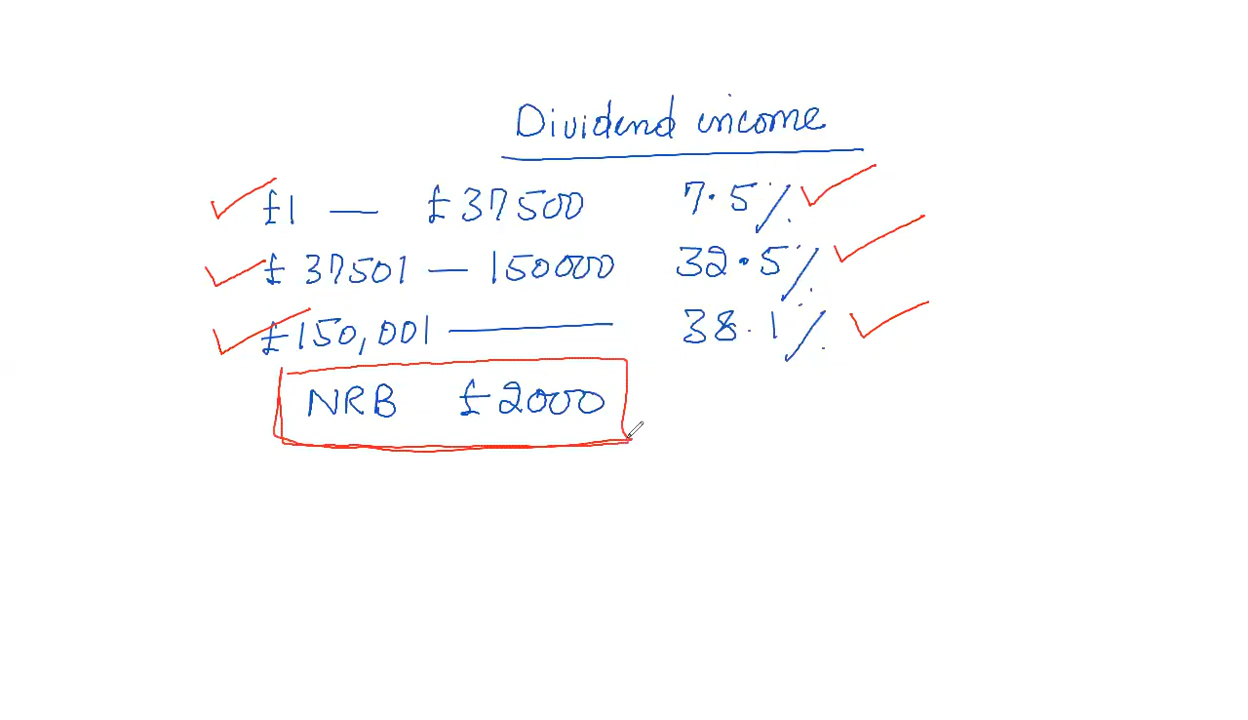 Dividend income
£1 — £37500 7.5%
£37501 — 150000 32.5%
£150,001 — 38.1%
NRB £2000